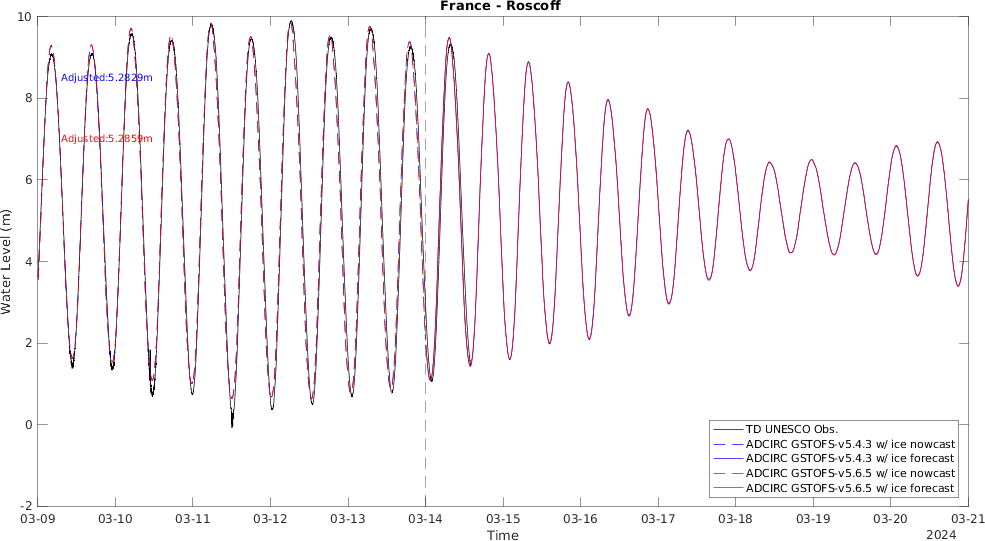 France - Roscoff
10
8
6
4
2
0
-2
Water Level (m)
Adjusted:5.2829m
Adjusted:5.2859m
TD UNESCO Obs.
ADCIRC GSTOFS-v5.4.3 w/ ice nowcast
ADCIRC GSTOFS-v5.4.3 w/ ice forecast
ADCIRC GSTOFS-v5.6.5 w/ ice nowcast
ADCIRC GSTOFS-v5.6.5 w/ ice forecast
03-09 03-10 03-11 03-12 03-13 03-14 03-15 03-16 03-17 03-18 03-19 03-20 03-21
Time
2024